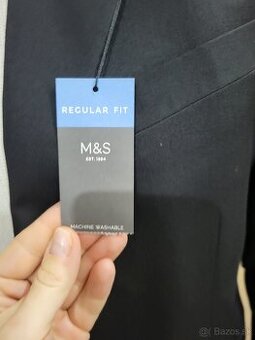 REGULAR FIT
M&S
EST. 1884
MACHINE WASHABLE
Bazos.sk